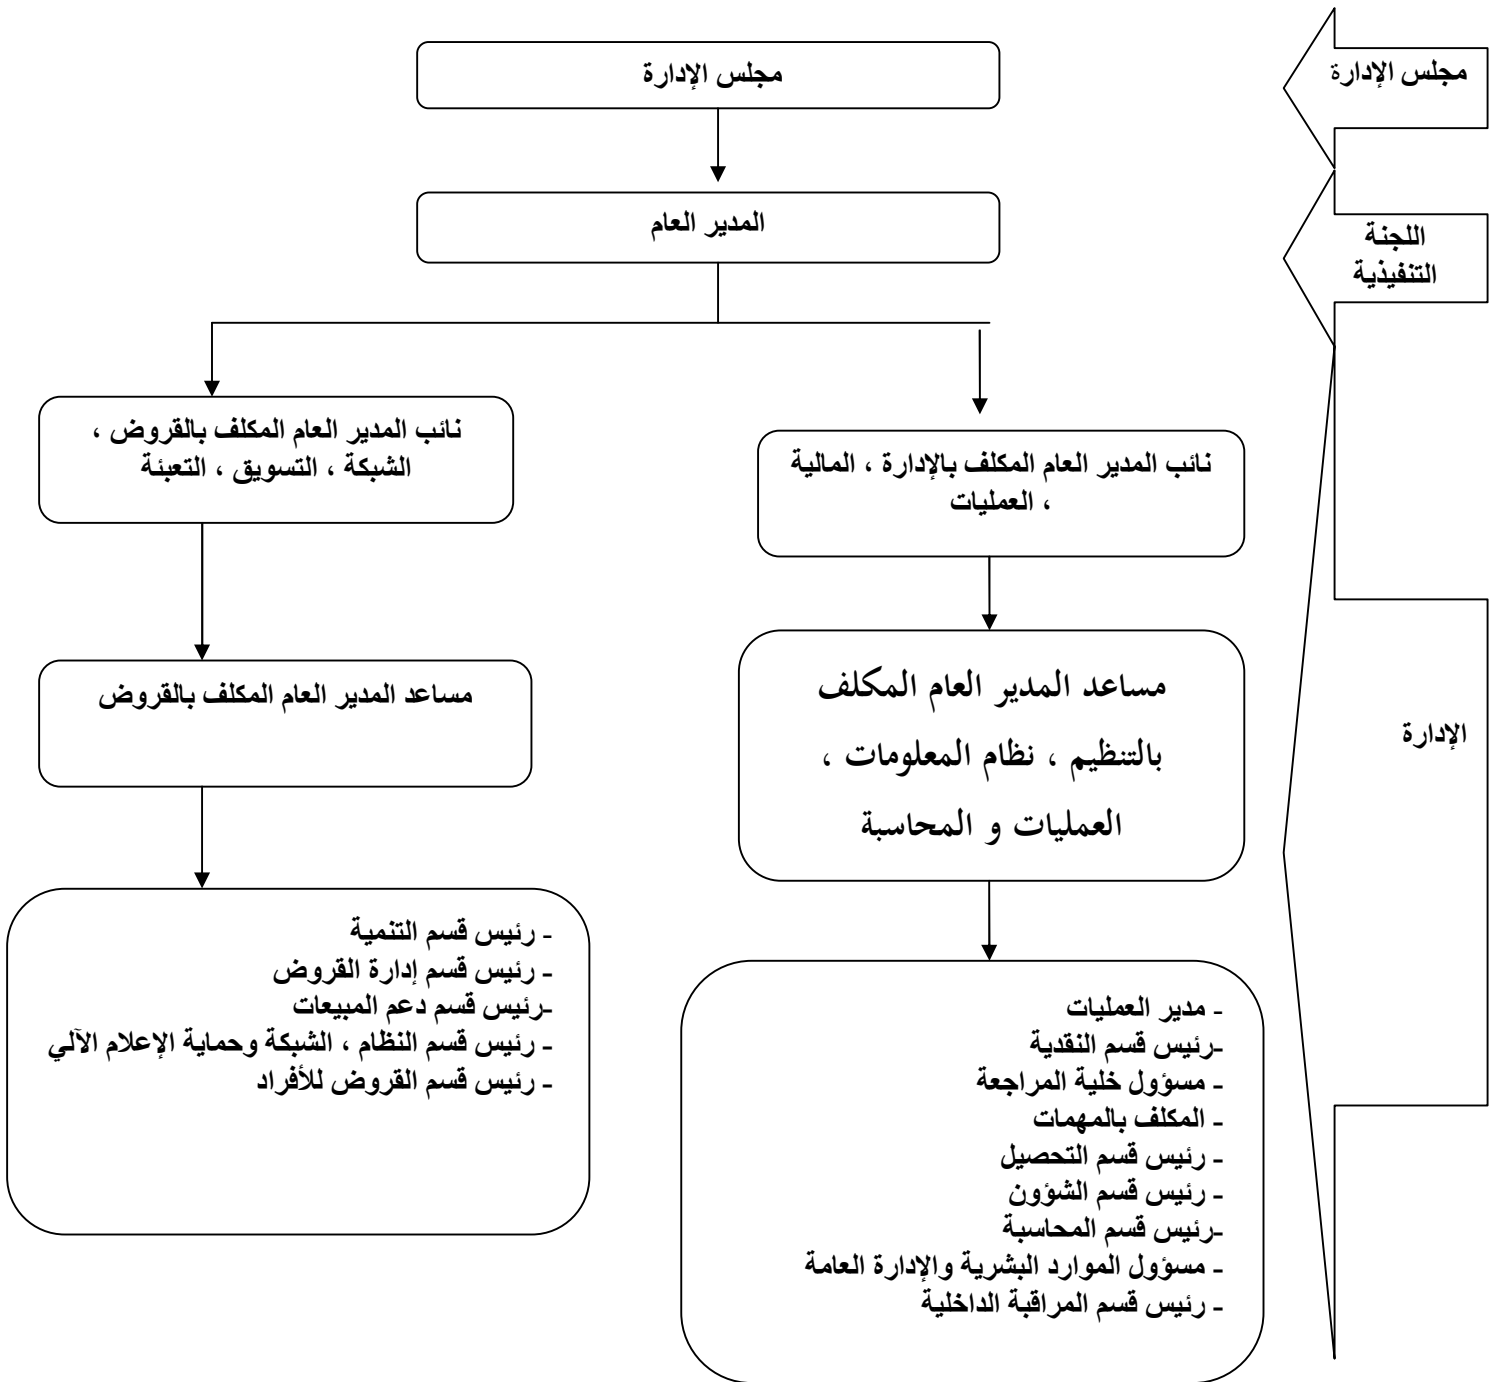 مجلس الإدارة
مجلس الإدارة
المدير العام
اللجنة
التنفيذية
نائب المدير العام المكلف بالإدارة ، المالية
، العمليات
نائب المدير العام المكلف بالقروض ،
الشبكة ، التسويق ، التعبئة
مساعد المدير العام المكلف
بالتنظيم ، نظام المعلومات ،
العمليات و المحاسبة
مساعد المدير العام المكلف بالقروض
الإدارة
- مدير العمليات
-رئيس قسم النقدية
- مسؤول خلية المراجعة
- المكلف بالمهمات
- رئيس قسم التحصيل
- رئيس قسم الشؤون
-رئيس قسم المحاسبة
- مسؤول الموارد البشرية والإدارة العامة
- رئيس قسم المراقبة الداخلية
- رئيس قسم التنمية
- رئيس قسم إدارة القروض
-رئيس قسم دعم المبيعات
- رئيس قسم النظام ، الشبكة وحماية الإعلام الآلي
- رئيس قسم القروض للأفراد